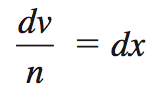 dv/n = dx